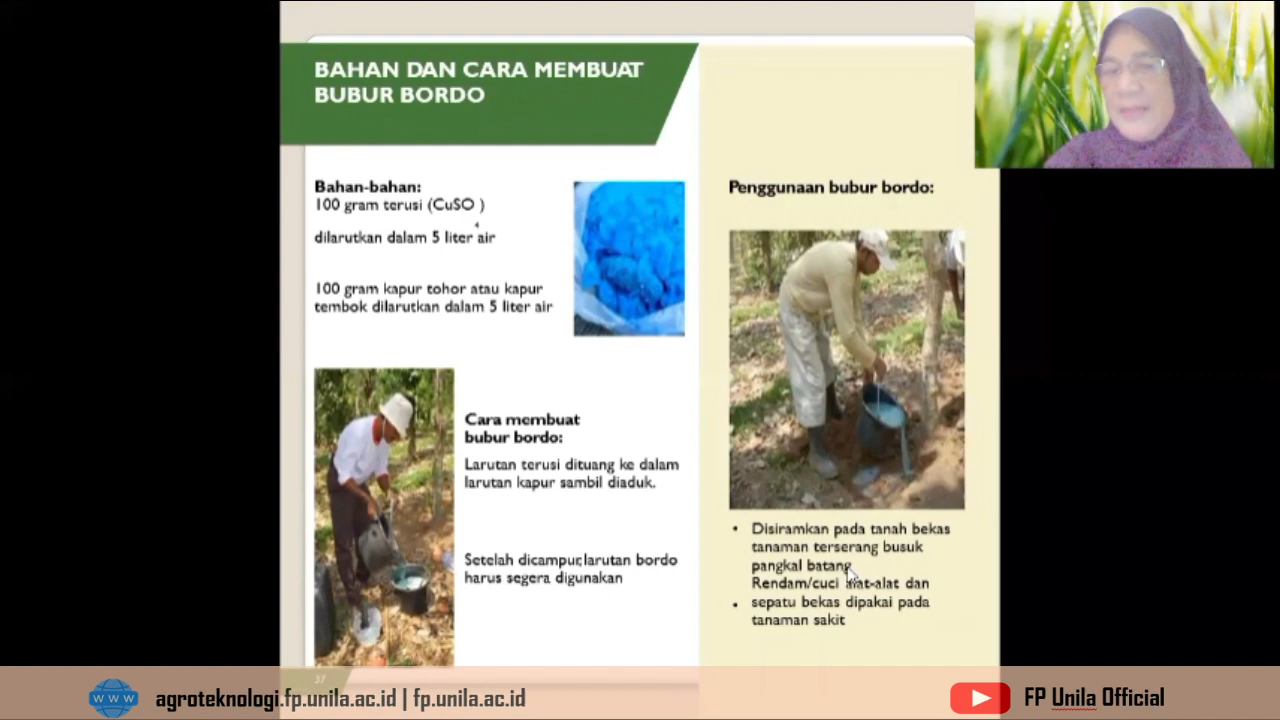 BAHAN DAN CARA MEMBUAT
BUBUR BORDO
Bahan-bahan:
100 gram terusi (CuSO )
4
dilarutkan dalam 5 liter air
100 gram kapur tohor atau kapur
tembok dilarutkan dalam 5 liter air
Cara membuat
bubur bordo:
Larutan terusi dituang ke dalam
larutan kapur sambil diaduk.
Setelah dicampur,larutan bordo
harus segera digunakan
Penggunaan bubur bordo:
• Disiramkan pada tanah bekas
tanaman terserang busuk
pangkal batang
Rendam/cuci alat-alat dan
• sepatu bekas dipakai pada
tanaman sakit
37
WWW
agroteknologi.fp.unila.ac.id | fp.unila.ac.id
FP Unila Official